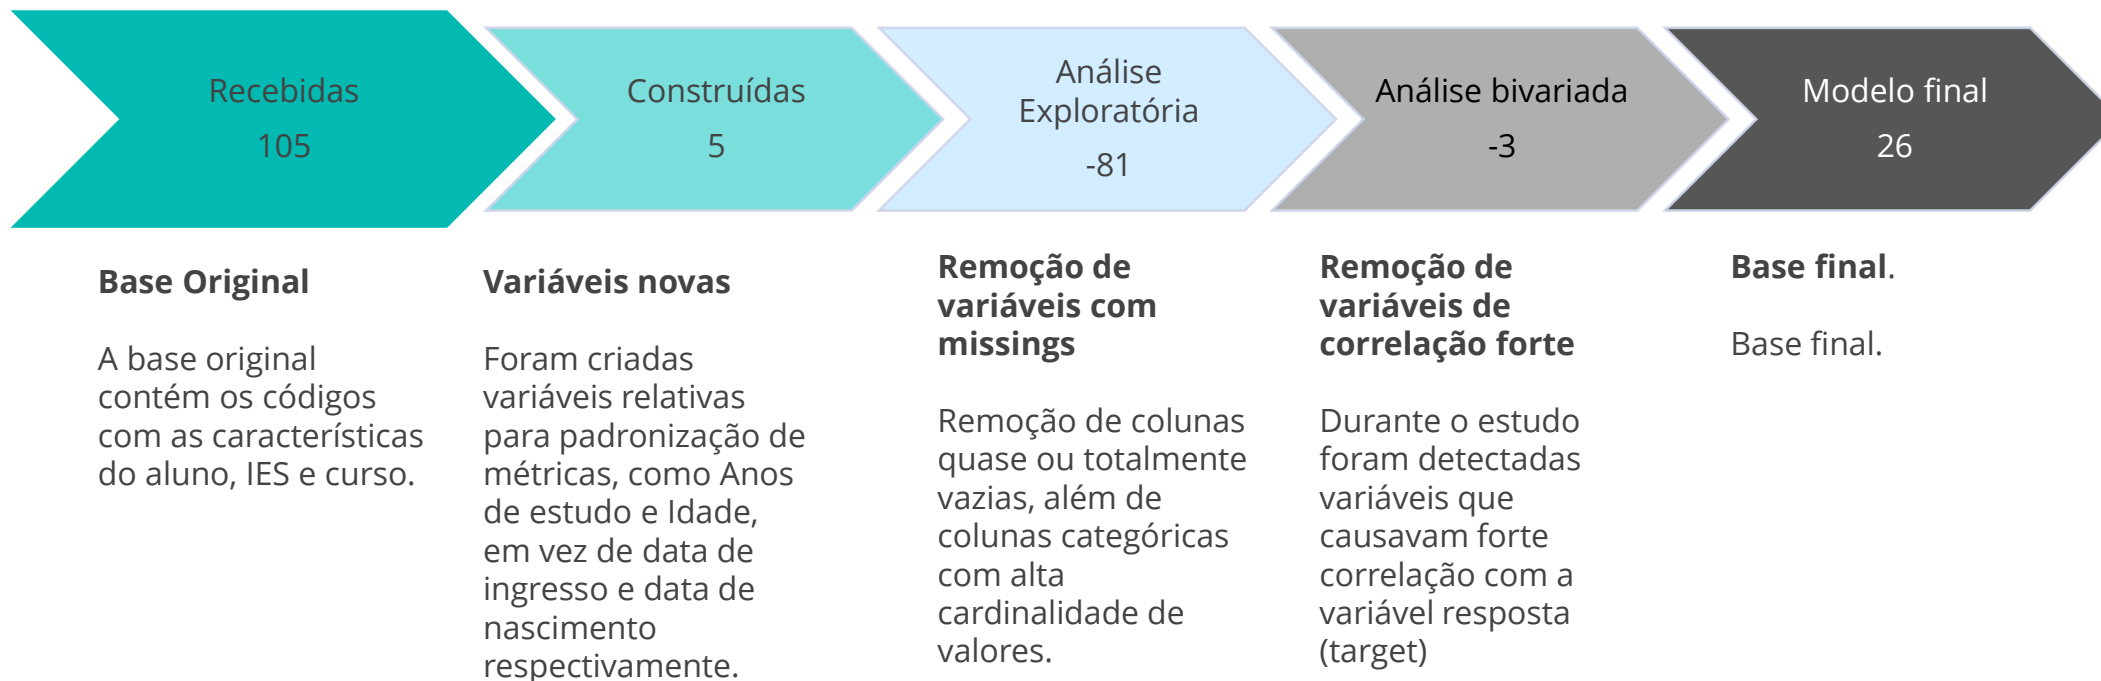 Recebidas
105
Construídas
5
Análise
Exploratória
-81
Análise bivariada
-3
Modelo final
26
Base Original
A base original
contém os códigos
com as características
do aluno, IES e curso.
Variáveis novas
Foram criadas
variáveis relativas
para padronização de
métricas, como Anos
de estudo e Idade,
em vez de data de
ingresso e data de
nascimento
respectivamente.
Remoção de
variáveis com
missings
Remoção de colunas
quase ou totalmente
vazias, além de
colunas categóricas
com alta
cardinalidade de
valores.
Remoção de
variáveis de
correlação forte
Durante o estudo
foram detectadas
variáveis que
causavam forte
correlação com a
variável resposta
(target)
Base final.
Base final.